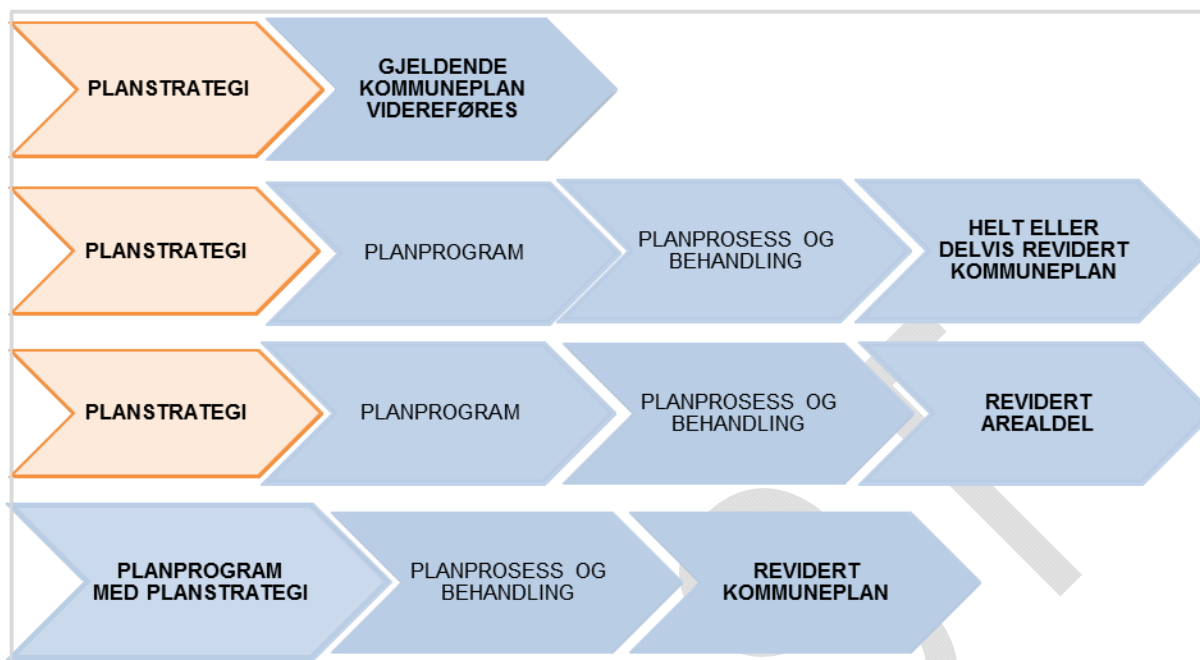 PLANSTRATEGI
GJELDENDE
KOMMUNEPLAN
VIDEREFØRES
PLANSTRATEGI
PLANPROGRAM
PLANPROSESS OG
BEHANDLING
HELT ELLER
DELVIS REVIDERT
KOMMUNEPLAN
PLANSTRATEGI
PLANPROGRAM
PLANPROSESS OG
BEHANDLING
REVIDERT
AREALDEL
PLANPROGRAM
MED PLANSTRATEGI
PLANPROSESS OG
BEHANDLING
REVIDERT
KOMMUNEPLAN